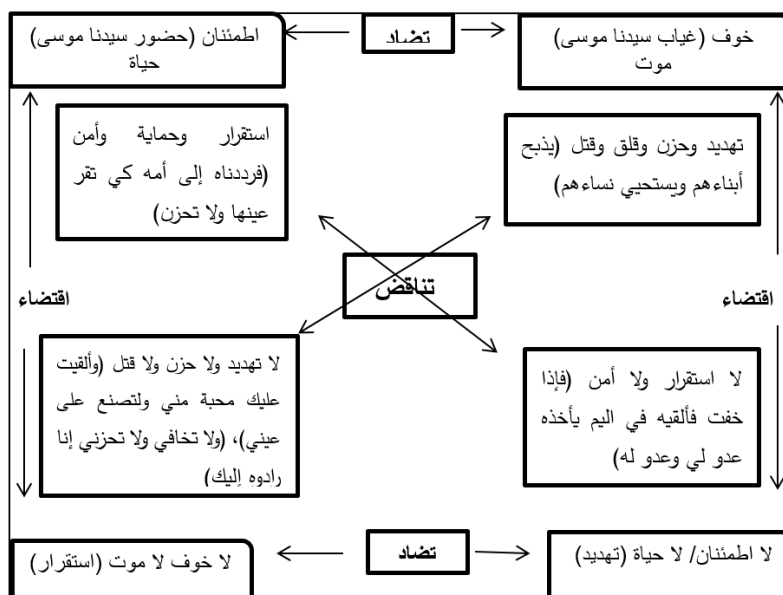 خوف (غياب سيدنا موسى)
موت
تضاد
اطمئنان (حضور سيدنا موسى)
حياة
تهديد وحزن وقلق وقتل (يذبح
أبناءهم ويستحيي نساءهم)
استقرار وحماية وأمن
(فرددناه إلى أمه كي تقر
عينها ولا تحزن)
تناقض
اقتضاء
اقتضاء
لا استقرار ولا أمن (فإذا
خفت فألقيه في اليم يأخذه
عدو لي وعدو له)
لا تهديد ولا حزن ولا قتل (وألقيت
عليك محبة مني ولتصنع على
عيني)، (ولا تخافي ولا تحزني إنا
رادوه إليك)
لا اطمئنان/ لا حياة (تهديد)
تضاد
لا خوف لا موت (استقرار)